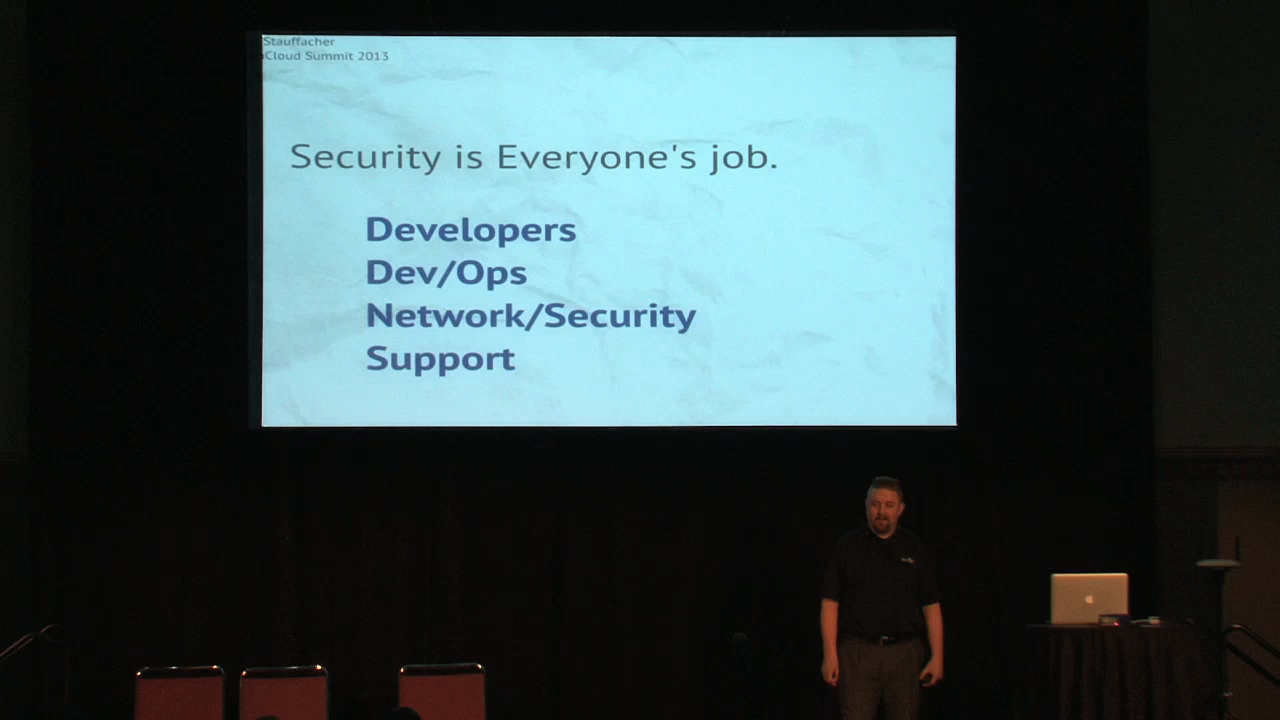 Stauffacher
Cloud Summit 2013
Security is Everyone's job.
Developers
Dev/Ops
Network/Security
Support